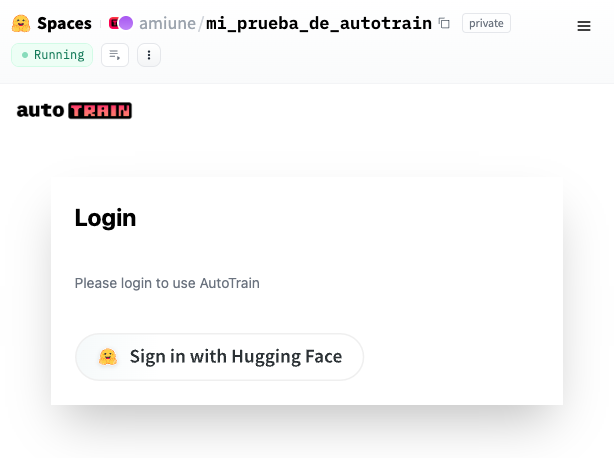 Spaces amiune/mi_prueba_de_autotrain private
Running
auto TRAIN
Login
Please login to use AutoTrain
Sign in with Hugging Face